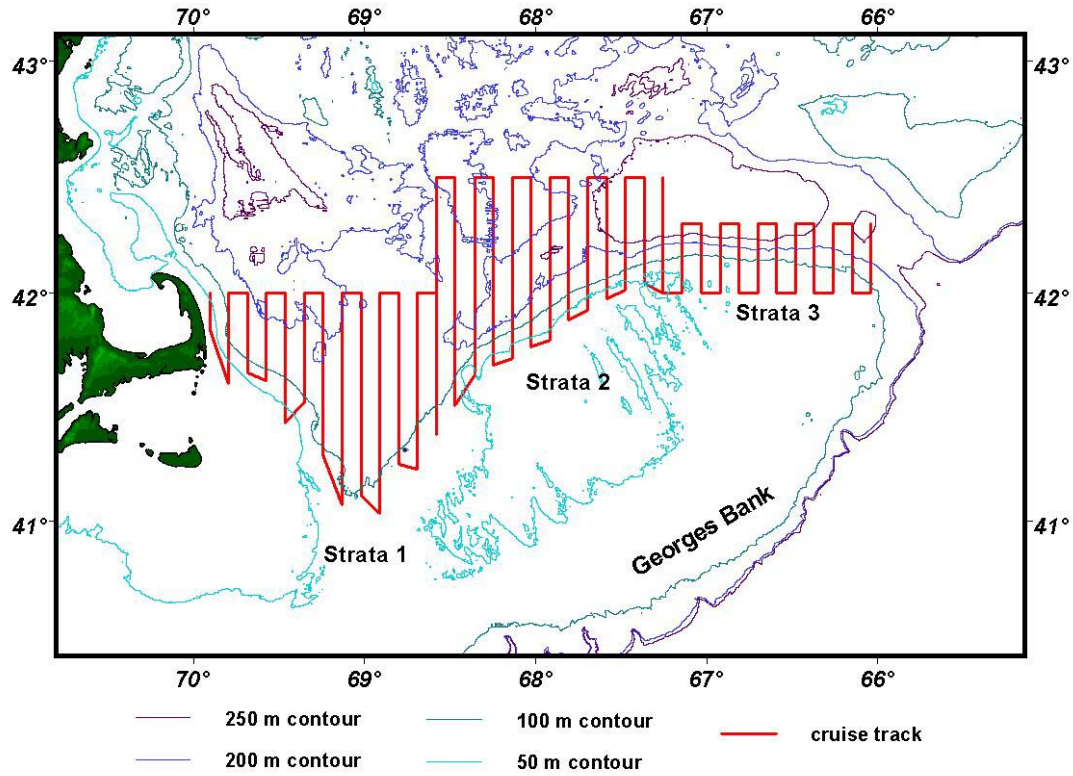 70° 69° 68° 67° 66°
43° 43°
42° 42°
Strata 3
Strata 2
41° 41°
Georges Bank
Strata 1
70° 69° 68° 67° 66°
250 m contour 100 m contour cruise track
200 m contour 50 m contour